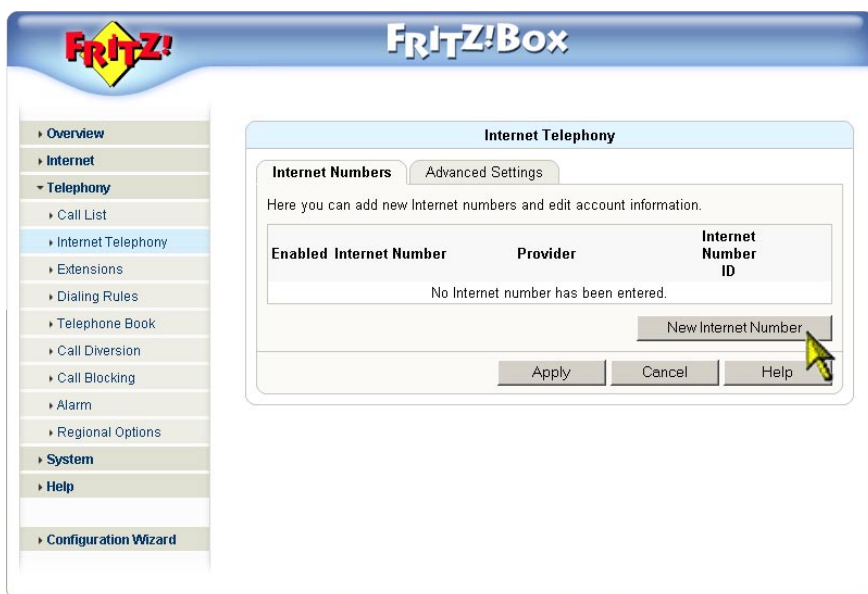 FRITZ!
FRITZ!Box
Overview
Internet
Telephony
Call List
Internet Telephony
Extensions
Dialing Rules
Telephone Book
Call Diversion
Call Blocking
Alarm
Regional Options
System
Help
Configuration Wizard
Internet Telephony
Internet Numbers Advanced Settings
Here you can add new Internet numbers and edit account information.
Enabled Internet Number Provider Internet Number ID
No Internet number has been entered.
New Internet Number
Apply Cancel Help